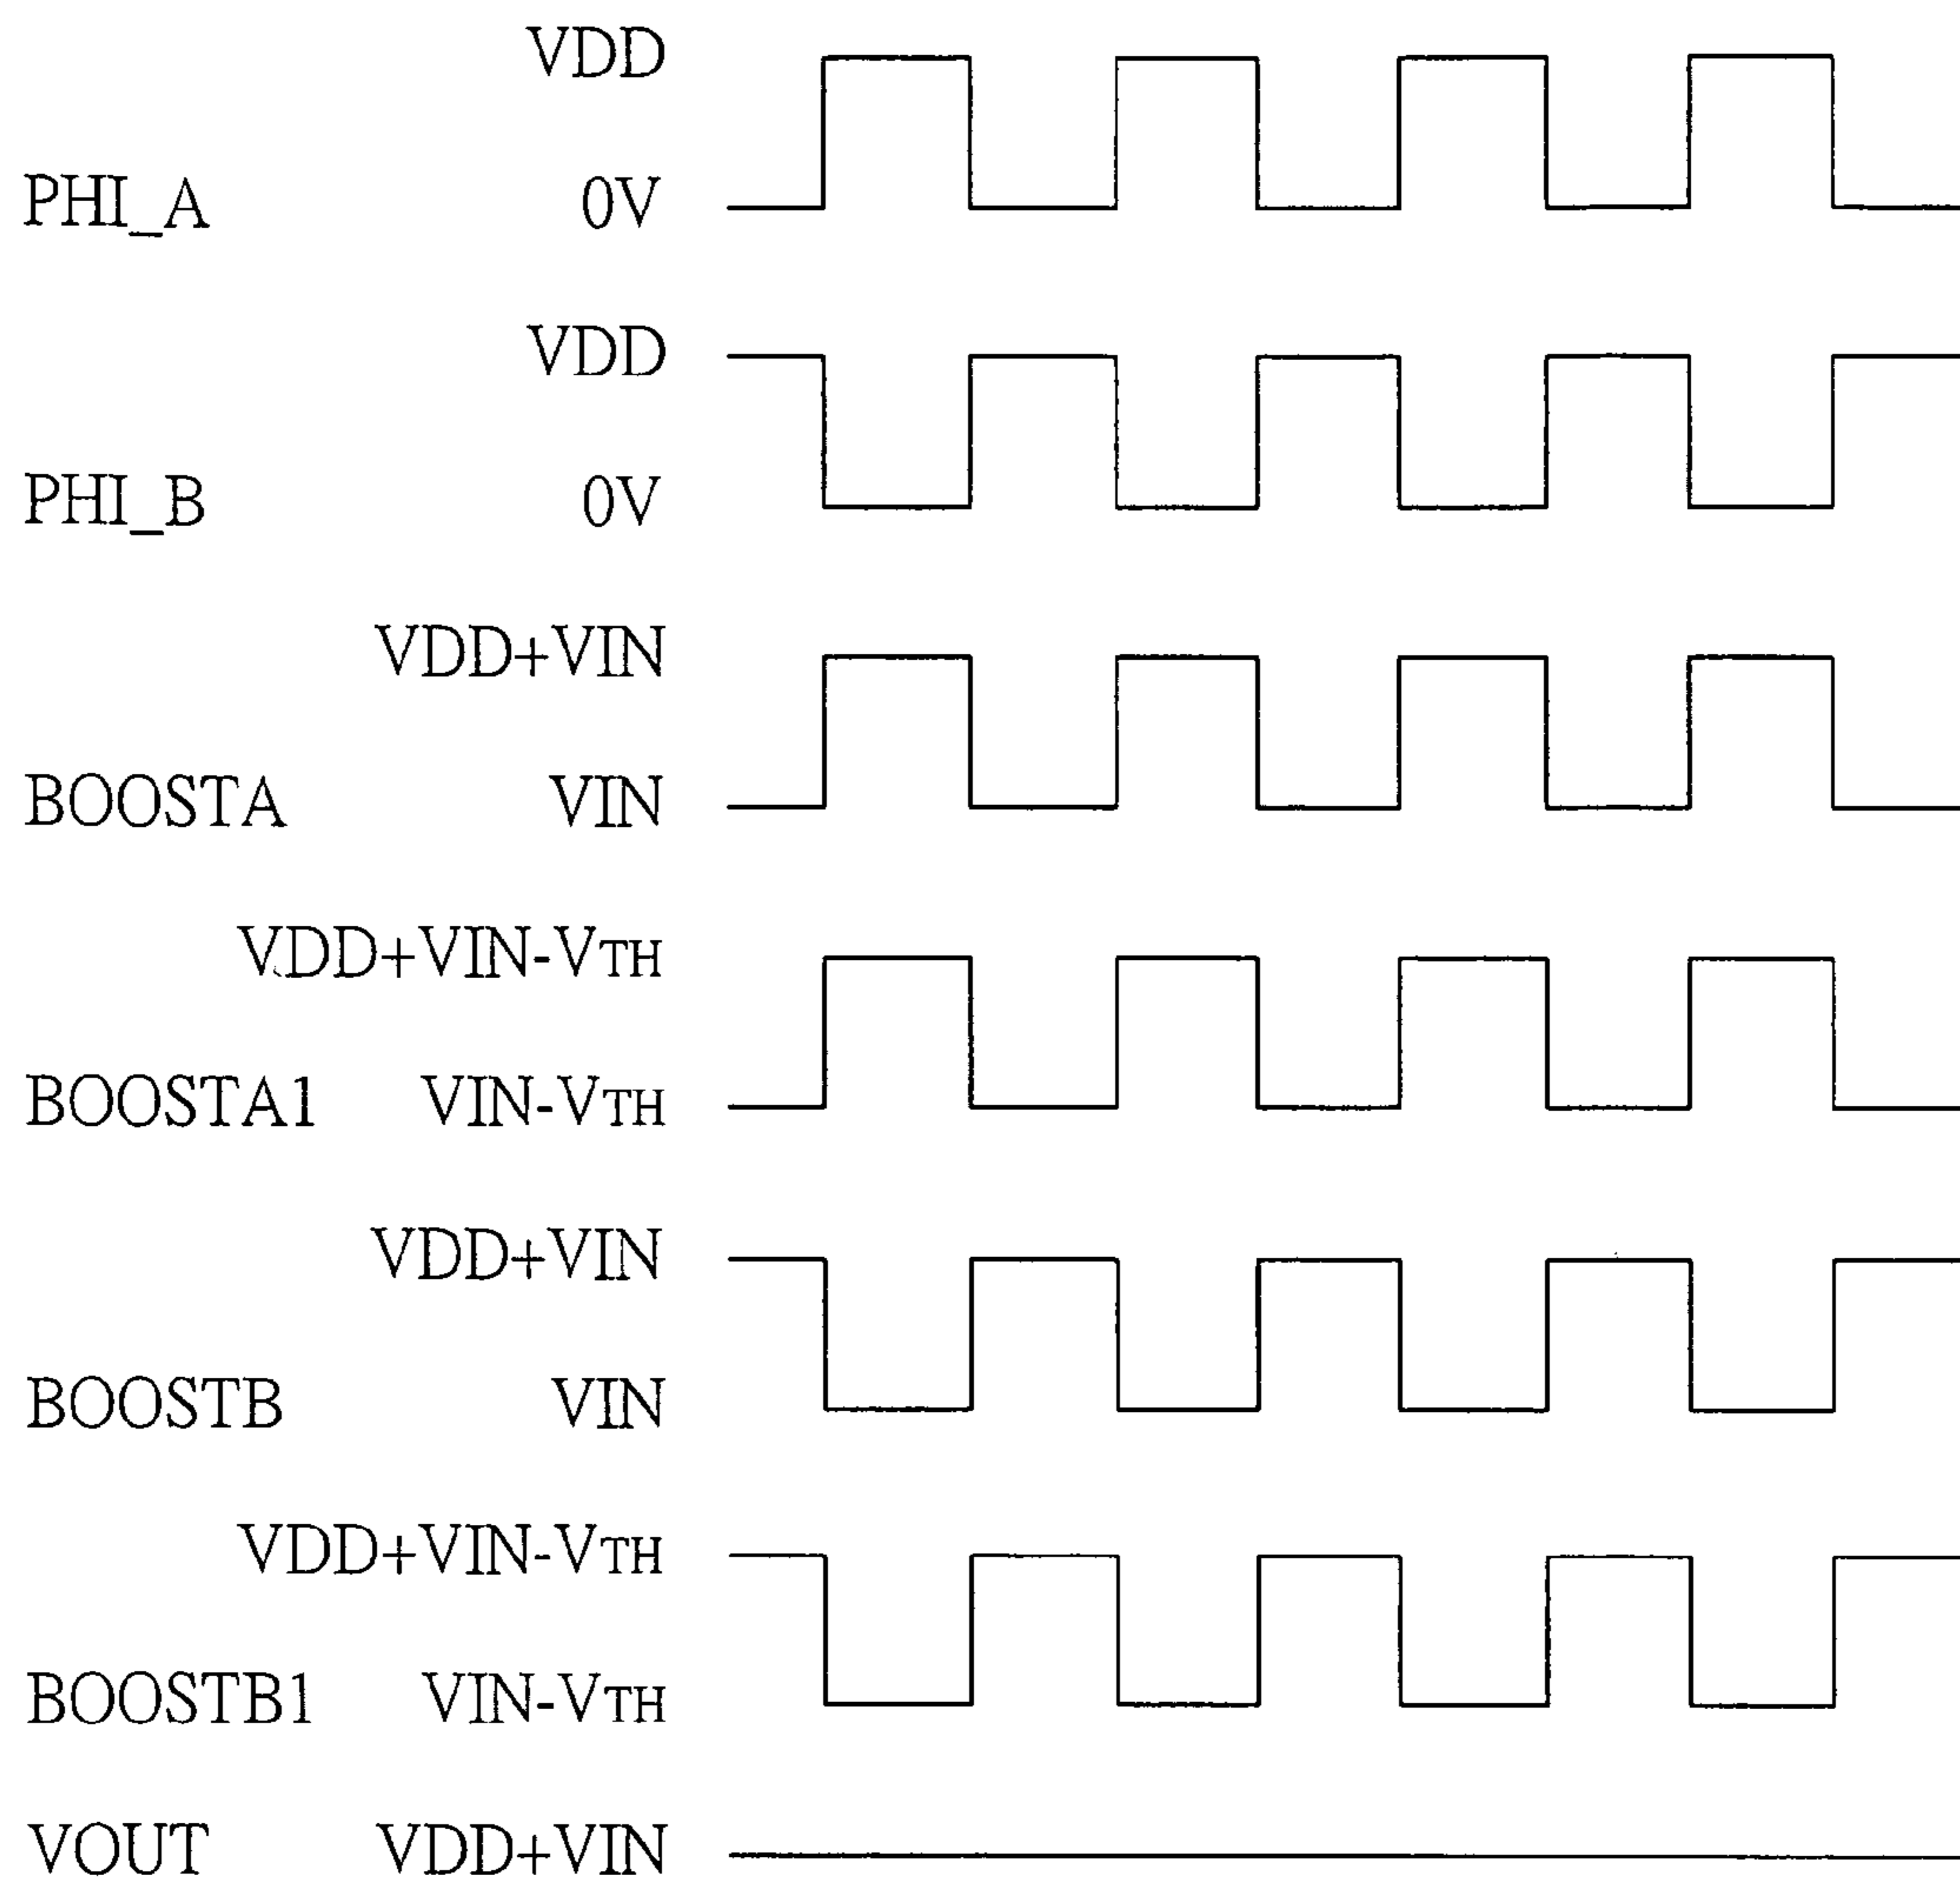 VDD
PHI_A 0V
VDD
PHI_B 0V
VDD+VIN
BOOSTA VIN
VDD+VIN-VTH
BOOSTA1 VIN-VTH
VDD+VIN
BOOSTB VIN
VDD+VIN-VTH
BOOSTB1 VIN-VTH
VOUT VDD+VIN